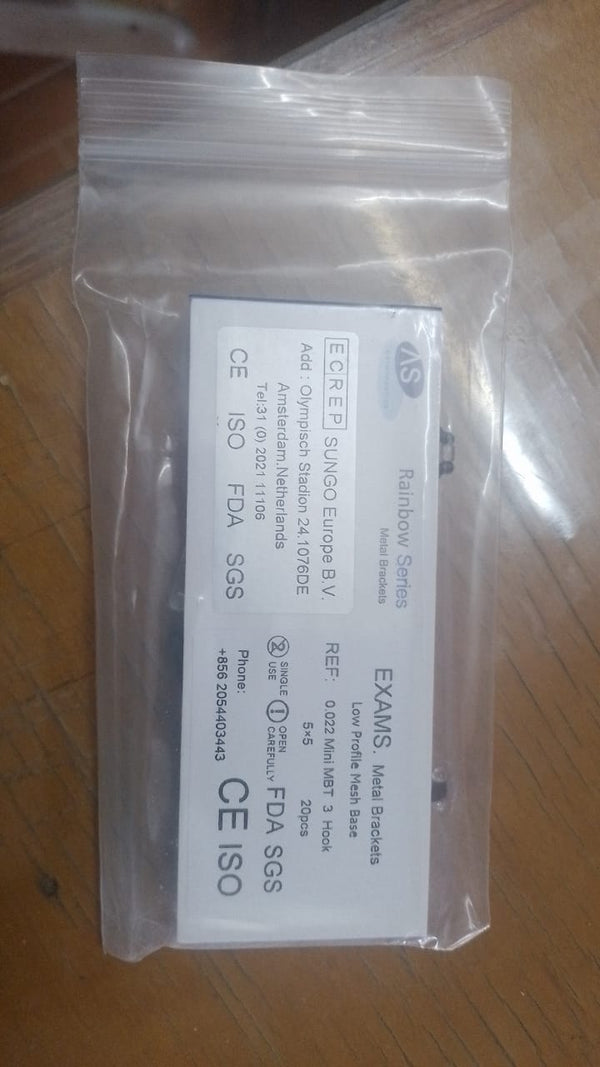 AS
Rainbow Series
Metal Brackets
EC REP SUNGO Europe B.V.
Add : Olympisch Stadion 24.1076DE
Amsterdam.Netherlands
Tel:31 (0) 2021 11106
CE ISO FDA SGS
EXAMS. Metal Brackets
Low Profile Mesh Base
REF: 0.022 Mini MBT 3 Hook
5×5 20pcs
2 SINGLE USE ! OPEN CAREFULLY FDA SGS
Phone:
+856 2054403443
CE ISO